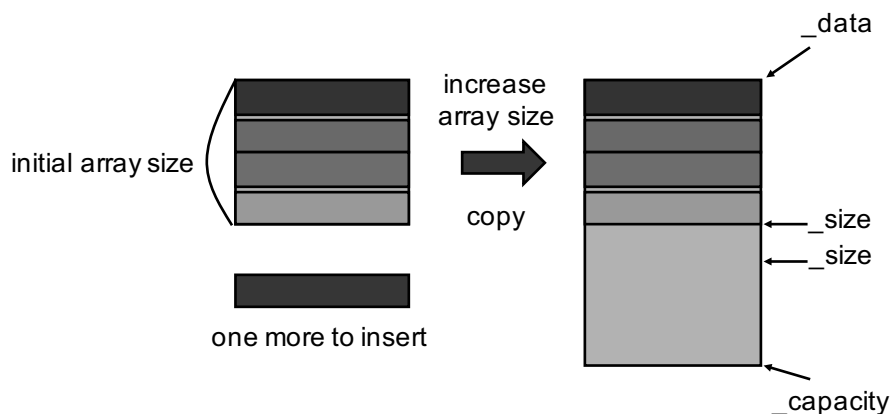 _data
increase
array size
initial array size
copy
_size
_size
one more to insert
_capacity